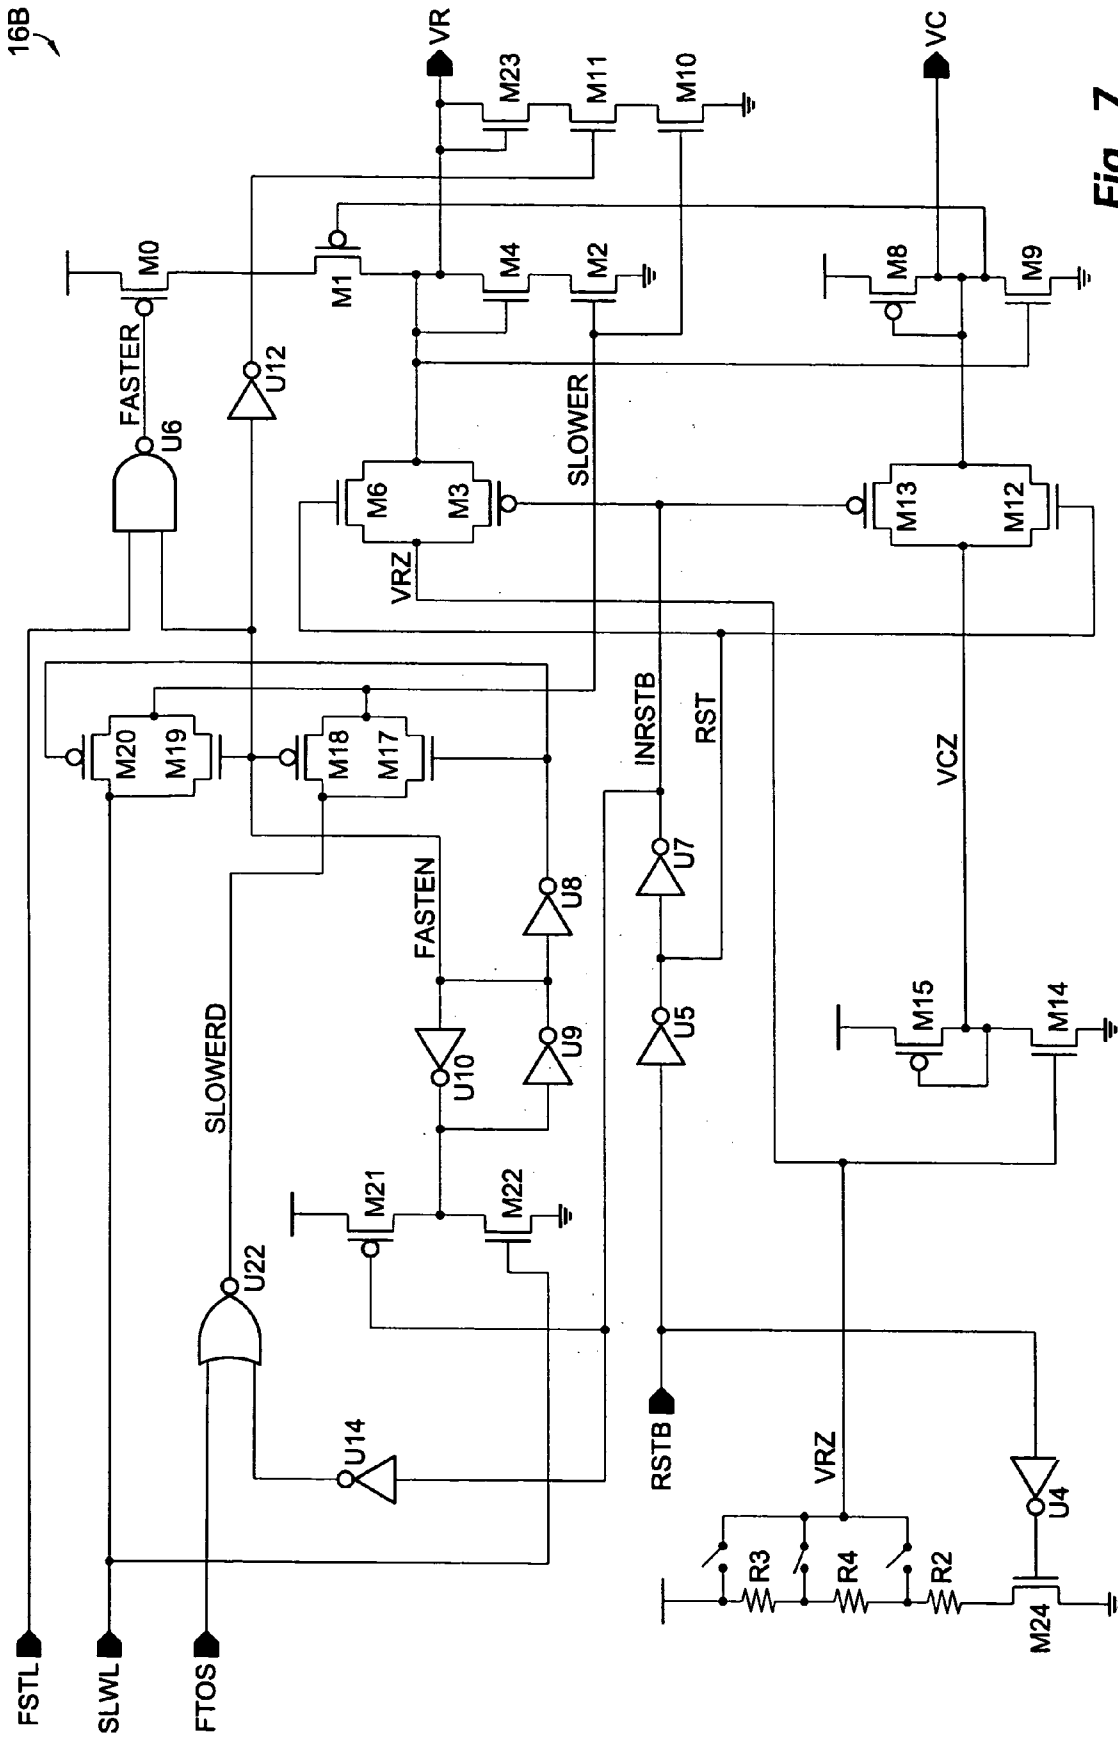 16B
FSTL
SLWL
FTOS
RSTB
VR
VC
FASTER
U6
M0
U12
M1
M23
M11
M10
M4
M2
SLOWER
M6
M3
VRZ
M20
M19
M18
M17
SLOWERD
FASTEN
U10
U9
U8
M21
M22
U22
U14
U5
U7
INRSTB
RST
M13
M12
M8
M9
VCZ
M15
M14
VRZ
R3
R4
R2
M24
U4
Fig. 7